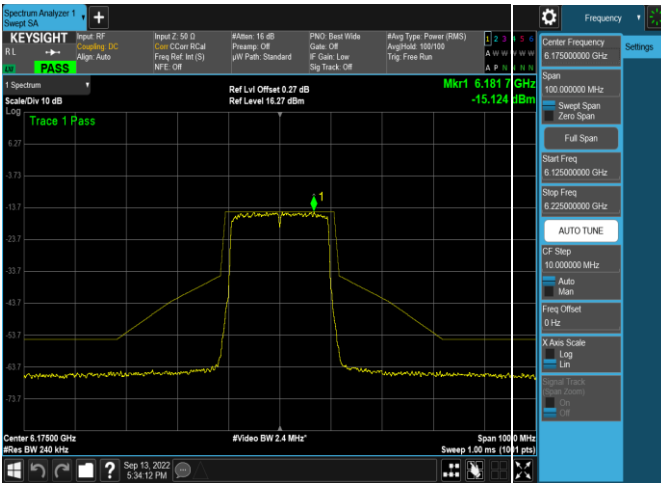 Spectrum Analyzer 1
Swept SA
+
Frequency
KEYSIGHT
RL
PASS
Input: RF
Coupling: DC
Align: Auto
Input Z: 50 Ω
Corr CCorr RCal
Freq Ref: Int (S)
NFE: Off
#Atten: 16 dB
Preamp: Off
µW Path: Standard
PNO: Best Wide
Gate: Off
IF Gain: Low
Sig Track: Off
#Avg Type: Power (RMS)
Avg|Hold: 100/100
Trig: Free Run
1 2 3 4 5 6
A W W W W W
A P N N N N
1 Spectrum
Scale/Div 10 dB
Log
Ref Lvl Offset 0.27 dB
Ref Level 16.27 dBm
Mkr1 6.181 7 GHz
-15.124 dBm
Trace 1 Pass
1
6.27
-3.73
-13.7
-23.7
-33.7
-43.7
-53.7
-63.7
-73.7
Center 6.17500 GHz
#Res BW 240 kHz
#Video BW 2.4 MHz*
Span 100.0 MHz
Sweep 1.00 ms (1001 pts)
Sep 13, 2022
5:34:12 PM
?
Center Frequency
6.175000000 GHz
Settings
Span
100.000000 MHz
Swept Span
Zero Span
Full Span
Start Freq
6.125000000 GHz
Stop Freq
6.225000000 GHz
AUTO TUNE
CF Step
10.000000 MHz
Auto
Man
Freq Offset
0 Hz
X Axis Scale
Log
Lin
Signal Track
(Span Zoom)
On
Off